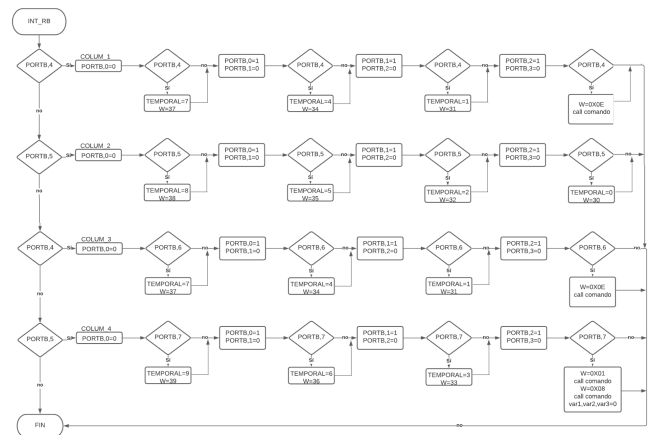 INT_RB
PORTB,4
si
COLUM_1
PORTB,0=0
PORTB,4
no
si
TEMPORAL=7
W=37
PORTB,0=1
PORTB,1=0
PORTB,4
no
si
TEMPORAL=4
W=34
PORTB,1=1
PORTB,2=0
PORTB,4
no
si
TEMPORAL=1
W=31
PORTB,2=1
PORTB,3=0
PORTB,4
si
W=0X0E
call comando
no
PORTB,5
si
COLUM_2
PORTB,0=0
PORTB,5
no
si
TEMPORAL=8
W=38
PORTB,0=1
PORTB,1=0
PORTB,5
no
si
TEMPORAL=5
W=35
PORTB,1=1
PORTB,2=0
PORTB,5
no
si
TEMPORAL=2
W=32
PORTB,2=1
PORTB,3=0
PORTB,5
no
si
TEMPORAL=0
W=30
no
PORTB,4
si
COLUM_3
PORTB,0=0
PORTB,6
no
si
TEMPORAL=7
W=37
PORTB,0=1
PORTB,1=0
PORTB,6
no
si
TEMPORAL=4
W=34
PORTB,1=1
PORTB,2=0
PORTB,6
no
si
TEMPORAL=1
W=31
PORTB,2=1
PORTB,3=0
PORTB,6
no
si
W=0X0E
call comando
no
PORTB,5
si
COLUM_4
PORTB,0=0
PORTB,7
no
si
TEMPORAL=9
W=39
PORTB,0=1
PORTB,1=0
PORTB,7
no
si
TEMPORAL=6
W=36
PORTB,1=1
PORTB,2=0
PORTB,7
no
si
TEMPORAL=3
W=33
PORTB,2=1
PORTB,3=0
PORTB,7
no
si
W=0X01
call comando
W=0X08
call comando
var1,var2,var3=0
no
FIN
no